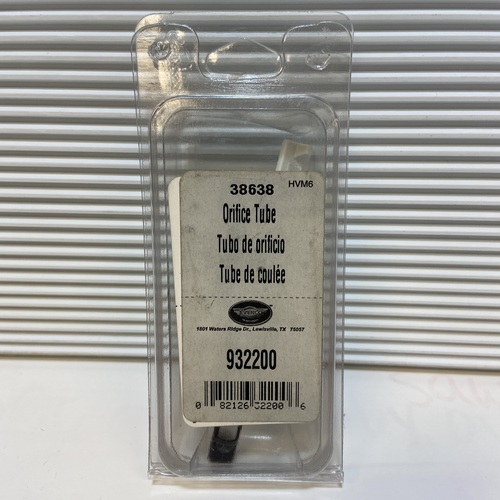 38638
HVM6
Orifice Tube
Tubo de orificio
Tube de coulée
1801 Waters Ridge Dr., Lewisville, TX 75057
932200
0 82126 32200 6